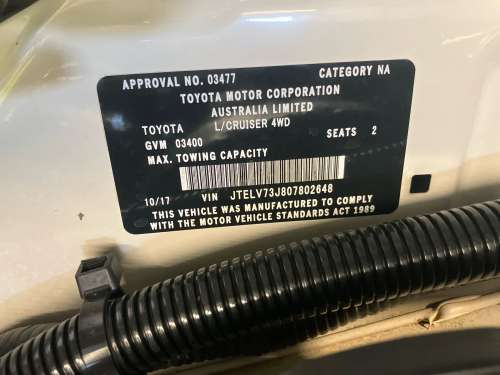 APPROVAL NO. 03477 CATEGORY NA
TOYOTA MOTOR CORPORATION
AUSTRALIA LIMITED
TOYOTA L/CRUISER 4WD
GVM 03400 SEATS 2
MAX. TOWING CAPACITY
10/17 VIN JTELV73J807802648
THIS VEHICLE WAS MANUFACTURED TO COMPLY
WITH THE MOTOR VEHICLE STANDARDS ACT 1989